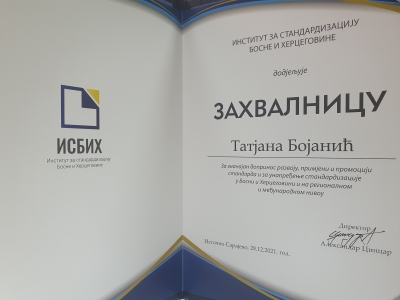 ИСБИХ
Институт за стандардизацију
Босне и Херцеговине
ИНСТИТУТ ЗА СТАНДАРДИЗАЦИЈУ
БОСНЕ И ХЕРЦЕГОВИНЕ
додјељује
ЗАХВАЛНИЦУ
Татјана Бојанић
За значајан допринос развоју, примјени и промоцији
стандарда и за унапређење стандардизације
у Босни и Херцеговини и на регионалном
и међународном нивоу
Директор
Александар Цинцар
Источно Сарајево, 29.12.2021. год.